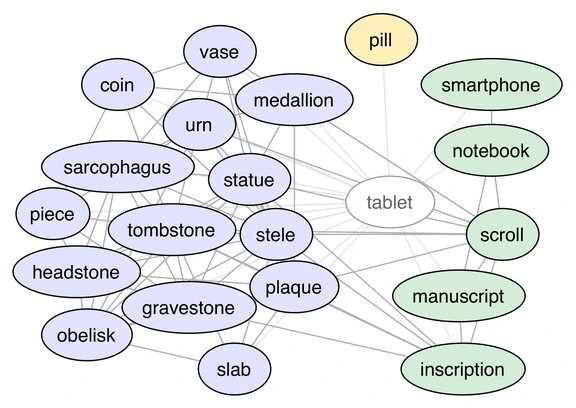 vase
pill
coin
medallion
smartphone
urn
notebook
sarcophagus
statue
tablet
piece
tombstone
stele
scroll
headstone
plaque
manuscript
gravestone
obelisk
slab
inscription